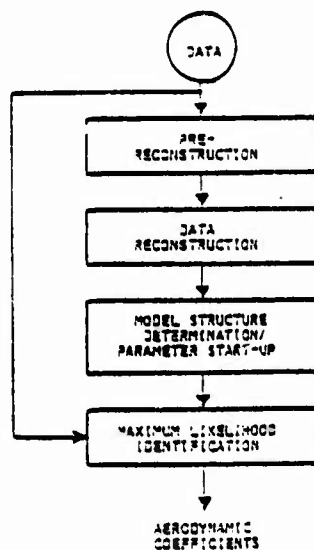 DATA
PRE-
RECONSTRUCTION
DATA
RECONSTRUCTION
MODEL STRUCTURE
DETERMINATION/
PARAMETER START-UP
MAXIMUM LIKELIHOOD
IDENTIFICATION
AERODYNAMIC
COEFFICIENTS